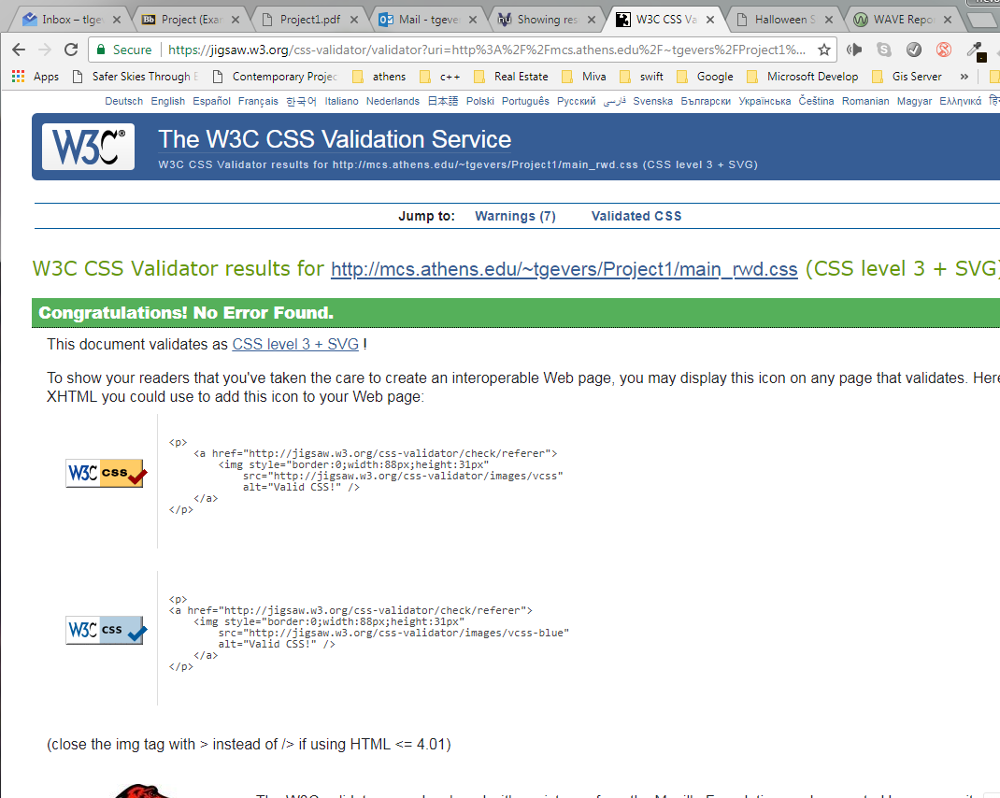 Inbox – tlge
Project (Exar
Project1.pdf
Mail - tgever
Showing res
W3C CSS Va
Halloween S
WAVE Repor
Secure https://jigsaw.w3.org/css-validator/validator?uri=http%3A%2F%2Fmcs.athens.edu%2F~tgevers%2FProject1%...
Apps Safer Skies Through Contemporary Projec athens c++ Real Estate Miva swift Google Microsoft Develop Gis Server »
Deutsch English Español Français 한국어 Italiano Nederlands 日本語 Polski Português Русский فارسی Svenska Български Українська Čeština Romanian Magyar Ελληνικά
W3C®
The W3C CSS Validation Service
W3C CSS Validator results for http://mcs.athens.edu/~tgevers/Project1/main_rwd.css (CSS level 3 + SVG)
Jump to: Warnings (7) Validated CSS
W3C CSS Validator results for http://mcs.athens.edu/~tgevers/Project1/main_rwd.css (CSS level 3 + SVG)
Congratulations! No Error Found.
This document validates as CSS level 3 + SVG !
To show your readers that you've taken the care to create an interoperable Web page, you may display this icon on any page that validates. Here
XHTML you could use to add this icon to your Web page:
W3C css
<p>
<a href="http://jigsaw.w3.org/css-validator/check/referer">
<img style="border:0;width:88px;height:31px"
src="http://jigsaw.w3.org/css-validator/images/vcss"
alt="Valid CSS!" />
</a>
</p>
W3C css
<p>
<a href="http://jigsaw.w3.org/css-validator/check/referer">
<img style="border:0;width:88px;height:31px"
src="http://jigsaw.w3.org/css-validator/images/vcss-blue"
alt="Valid CSS!" />
</a>
</p>
(close the img tag with > instead of /> if using HTML <= 4.01)